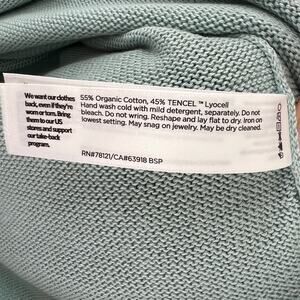 We want our clothes
back, even if they're
worn or torn. Bring
them to our US
stores and support
our take-back
program.
55% Organic Cotton, 45% TENCEL ™ Lyocell
Hand wash cold with mild detergent, separately. Do not
bleach. Do not wring. Reshape and lay flat to dry. Iron on
lowest setting. May snag on jewelry. May be dry cleaned.
RN#78121/CA#63918 BSP